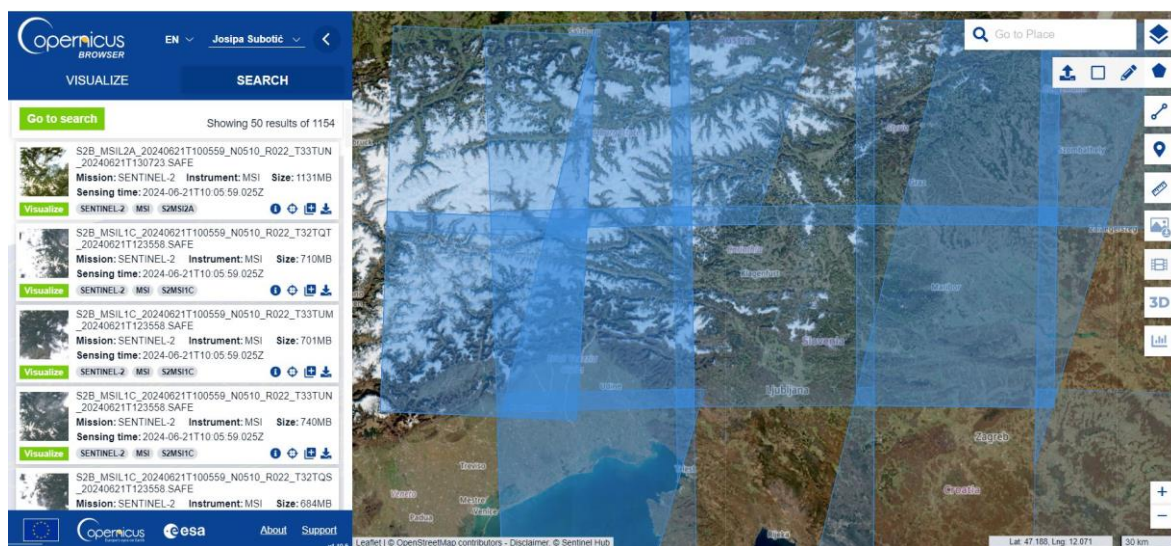 Copernicus
BROWSER
EN
Josipa Subotić
VISUALIZE
SEARCH
Go to search
Showing 50 results of 1154
S2B_MSIL2A_20240621T100559_N0510_R022_T33TUN
_20240621T130723.SAFE
Mission: SENTINEL-2 Instrument: MSI Size: 1131MB
Sensing time: 2024-06-21T10:05:59.025Z
Visualize SENTINEL-2 MSI S2MSI2A
S2B_MSIL1C_20240621T100559_N0510_R022_T32TQT
_20240621T123558.SAFE
Mission: SENTINEL-2 Instrument: MSI Size: 710MB
Sensing time: 2024-06-21T10:05:59.025Z
Visualize SENTINEL-2 MSI S2MSI1C
S2B_MSIL1C_20240621T100559_N0510_R022_T33TUM
_20240621T123558.SAFE
Mission: SENTINEL-2 Instrument: MSI Size: 701MB
Sensing time: 2024-06-21T10:05:59.025Z
Visualize SENTINEL-2 MSI S2MSI1C
S2B_MSIL1C_20240621T100559_N0510_R022_T33TUN
_20240621T123558.SAFE
Mission: SENTINEL-2 Instrument: MSI Size: 740MB
Sensing time: 2024-06-21T10:05:59.025Z
Visualize SENTINEL-2 MSI S2MSI1C
S2B_MSIL1C_20240621T100559_N0510_R022_T32TQS
_20240621T123558.SAFE
Mission: SENTINEL-2 Instrument: MSI Size: 684MB
Copernicus
esa
About Support
Go to Place
3D
Salzburg
Austria
Szombathely
Graz
Zalaegerszeg
Klagenfurt
Maribor
Slovenia
Udine
Ljubljana
Zagreb
Treviso
Croatia
Veneto
Mestre
Venice
Padua
Rijeka
+
−
Leaflet | © OpenStreetMap contributors - Disclaimer, © Sentinel Hub
Lat: 47.188, Lng: 12.071
30 km